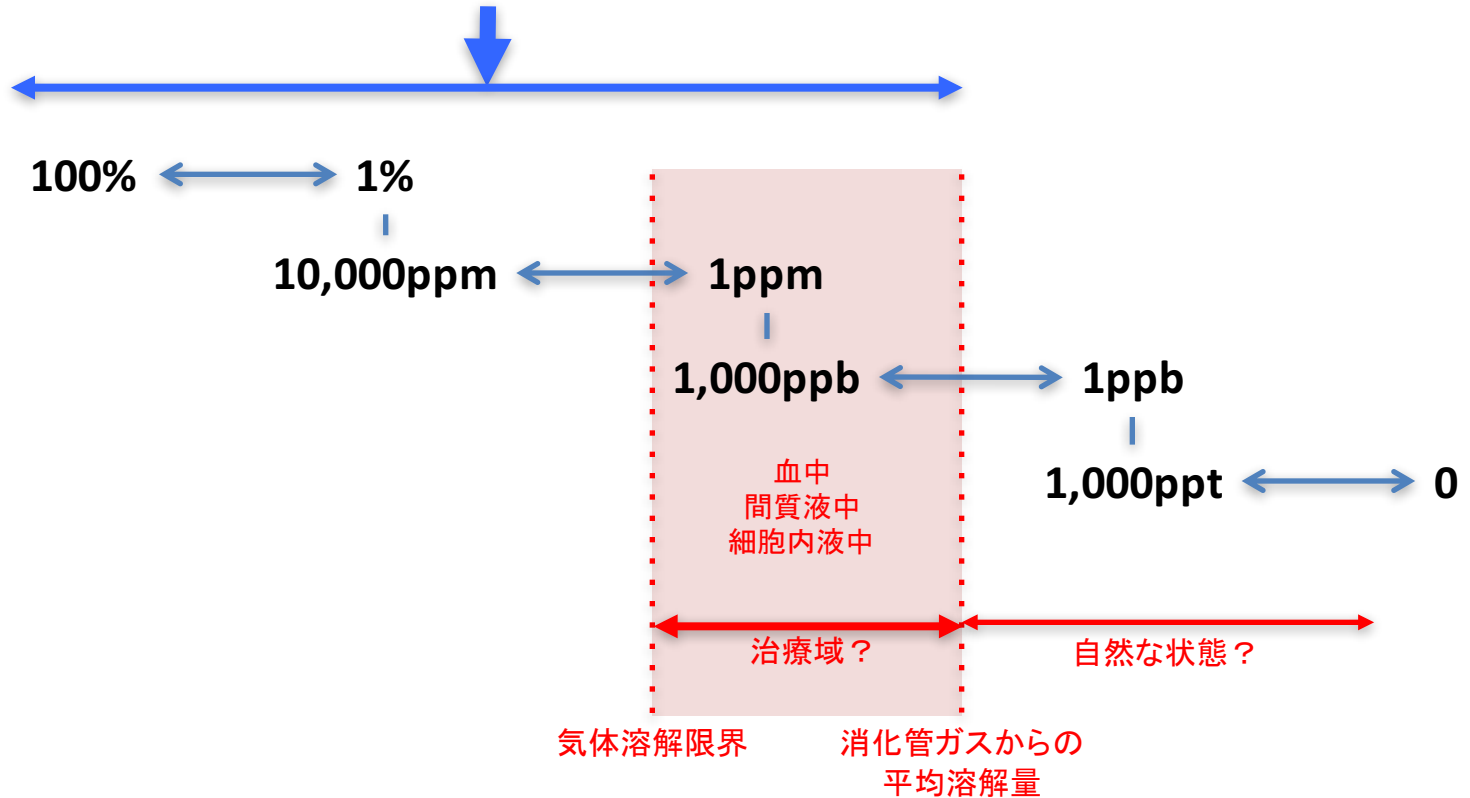 100%
1%
10,000ppm
1ppm
1,000ppb
1ppb
1,000ppt
0
血中
間質液中
細胞内液中
治療域？
自然な状態？
気体溶解限界
消化管ガスからの
平均溶解量